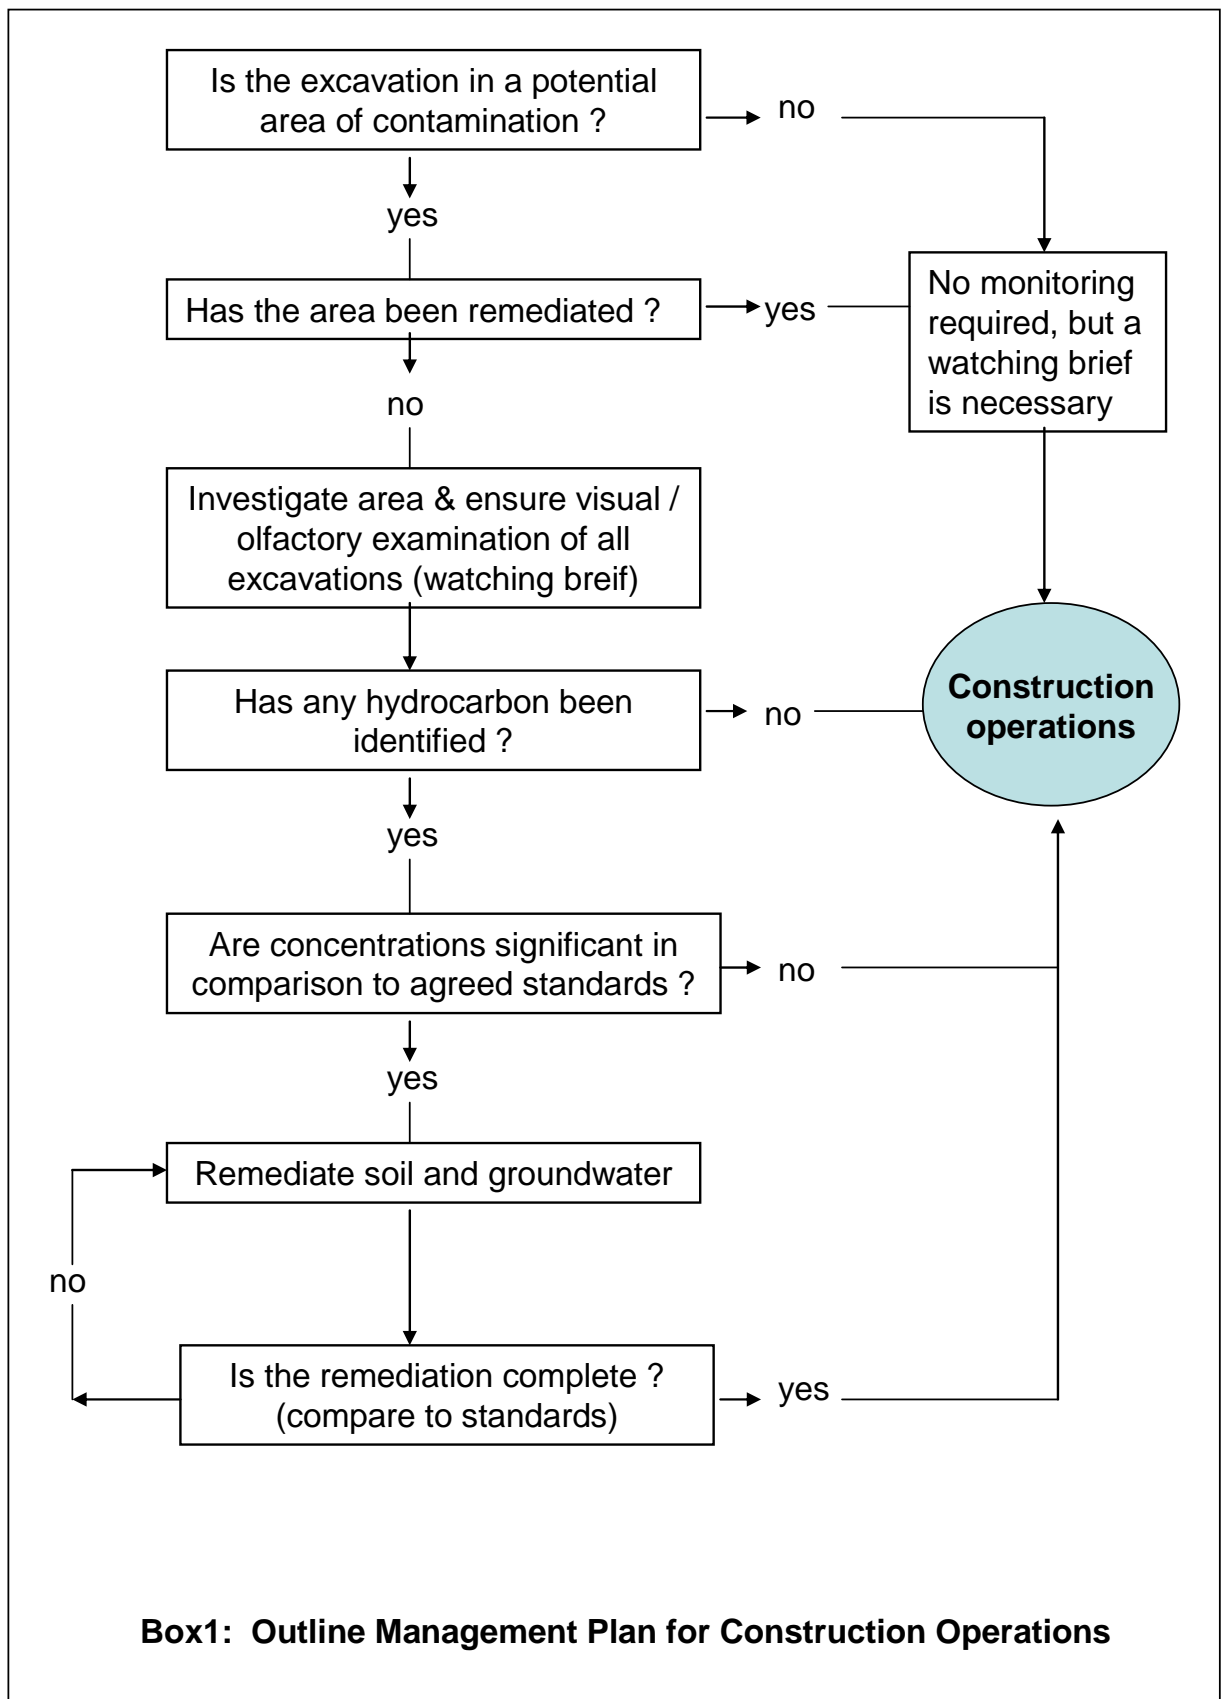 Is the excavation in a potential
area of contamination ?
no
yes
Has the area been remediated ?
yes
No monitoring
required, but a
watching brief
is necessary
no
Investigate area & ensure visual /
olfactory examination of all
excavations (watching breif)
Has any hydrocarbon been
identified ?
no
Construction
operations
yes
Are concentrations significant in
comparison to agreed standards ?
no
yes
Remediate soil and groundwater
no
Is the remediation complete ?
(compare to standards)
yes
Box1:  Outline Management Plan for Construction Operations